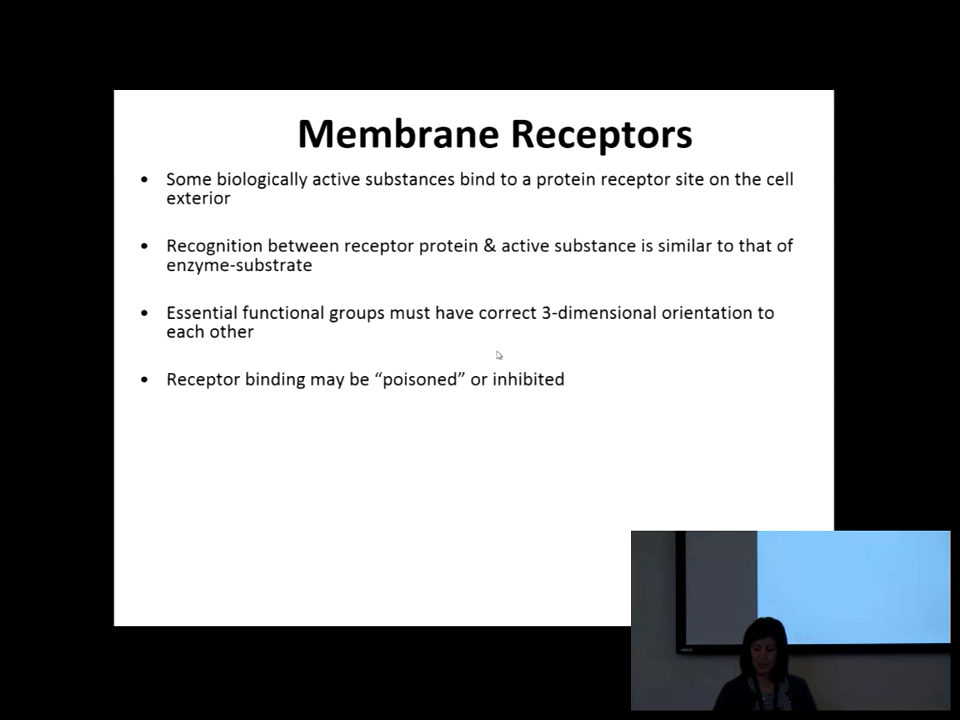 Membrane Receptors
• Some biologically active substances bind to a protein receptor site on the cell
exterior
• Recognition between receptor protein & active substance is similar to that of
enzyme-substrate
• Essential functional groups must have correct 3-dimensional orientation to
each other
• Receptor binding may be “poisoned” or inhibited